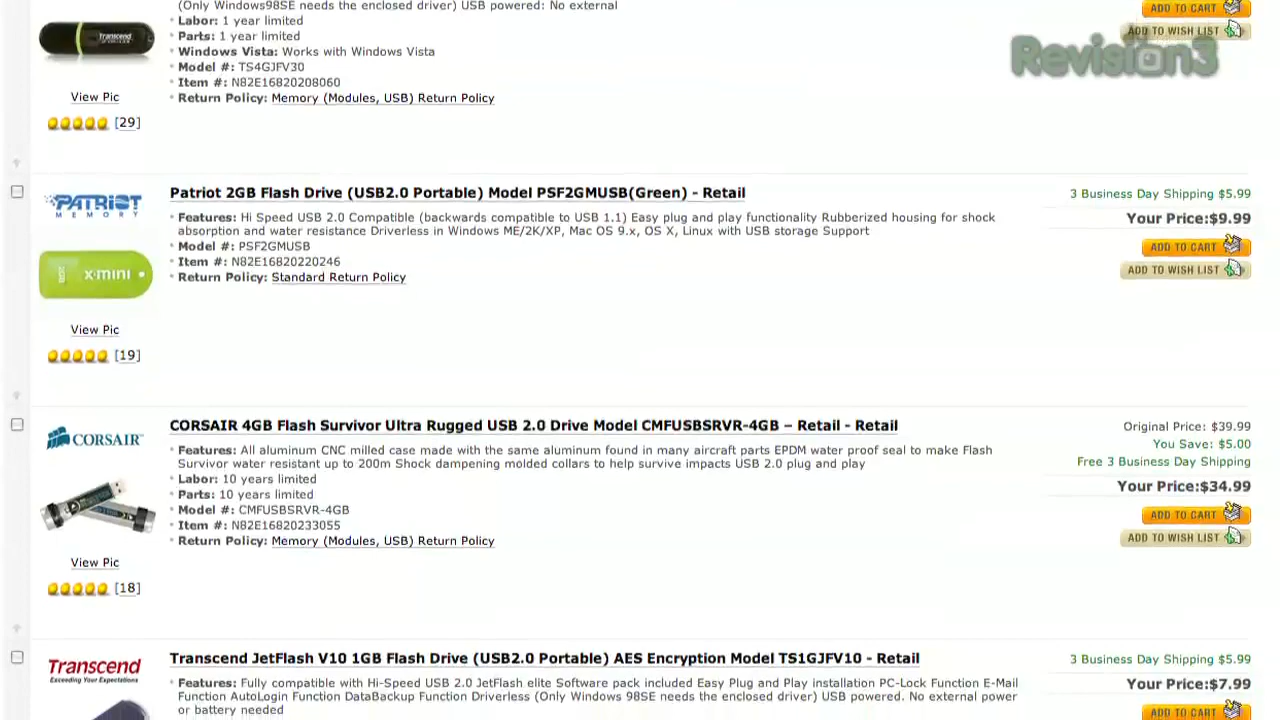 (Only Windows98SE needs the enclosed driver) USB powered: No external
ADD TO CART
Labor: 1 year limited
ADD TO WISH LIST
Parts: 1 year limited
Revision3
Transcend
Windows Vista: Works with Windows Vista
Model #: TS4GJFV30
Item #: N82E16820208060
View Pic
Return Policy: Memory (Modules, USB) Return Policy
[29]
PATRIOT
MEMORY
Patriot 2GB Flash Drive (USB2.0 Portable) Model PSF2GMUSB(Green) - Retail
3 Business Day Shipping $5.99
Features: Hi Speed USB 2.0 Compatible (backwards compatible to USB 1.1) Easy plug and play functionality Rubberized housing for shock
absorption and water resistance Driverless in Windows ME/2K/XP, Mac OS 9.x, OS X, Linux with USB storage Support
Your Price:$9.99
Model #: PSF2GMUSB
ADD TO CART
Item #: N82E16820220246
ADD TO WISH LIST
x-mini
Return Policy: Standard Return Policy
View Pic
[19]
CORSAIR
CORSAIR 4GB Flash Survivor Ultra Rugged USB 2.0 Drive Model CMFUSBSRVR-4GB – Retail - Retail
Original Price: $39.99
You Save: $5.00
Features: All aluminum CNC milled case made with the same aluminum found in many aircraft parts EPDM water proof seal to make Flash
Survivor water resistant up to 200m Shock dampening molded collars to help survive impacts USB 2.0 plug and play
Free 3 Business Day Shipping
Labor: 10 years limited
Your Price:$34.99
Parts: 10 years limited
Model #: CMFUSBSRVR-4GB
ADD TO CART
Item #: N82E16820233055
ADD TO WISH LIST
Return Policy: Memory (Modules, USB) Return Policy
View Pic
[18]
Transcend
Exceeding Your Expectations
Transcend JetFlash V10 1GB Flash Drive (USB2.0 Portable) AES Encryption Model TS1GJFV10 - Retail
3 Business Day Shipping $5.99
Features: Fully compatible with Hi-Speed USB 2.0 JetFlash elite Software pack included Easy Plug and Play installation PC-Lock Function E-Mail
Function AutoLogin Function DataBackup Function Driverless (Only Windows 98SE needs the enclosed driver) USB powered. No external power
or battery needed
Your Price:$7.99
ADD TO CART